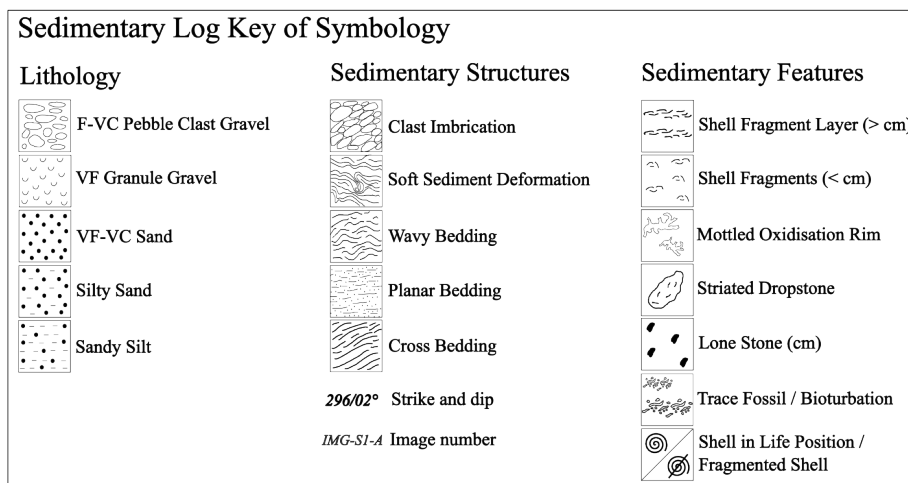 Sedimentary Log Key of Symbology
Lithology
F-VC Pebble Clast Gravel
VF Granule Gravel
VF-VC Sand
Silty Sand
Sandy Silt
Sedimentary Structures
Clast Imbrication
Soft Sediment Deformation
Wavy Bedding
Planar Bedding
Cross Bedding
296/02° Strike and dip
IMG-S1-A Image number
Sedimentary Features
Shell Fragment Layer (> cm)
Shell Fragments (< cm)
Mottled Oxidisation Rim
Striated Dropstone
Lone Stone (cm)
Trace Fossil / Bioturbation
Shell in Life Position /
Fragmented Shell